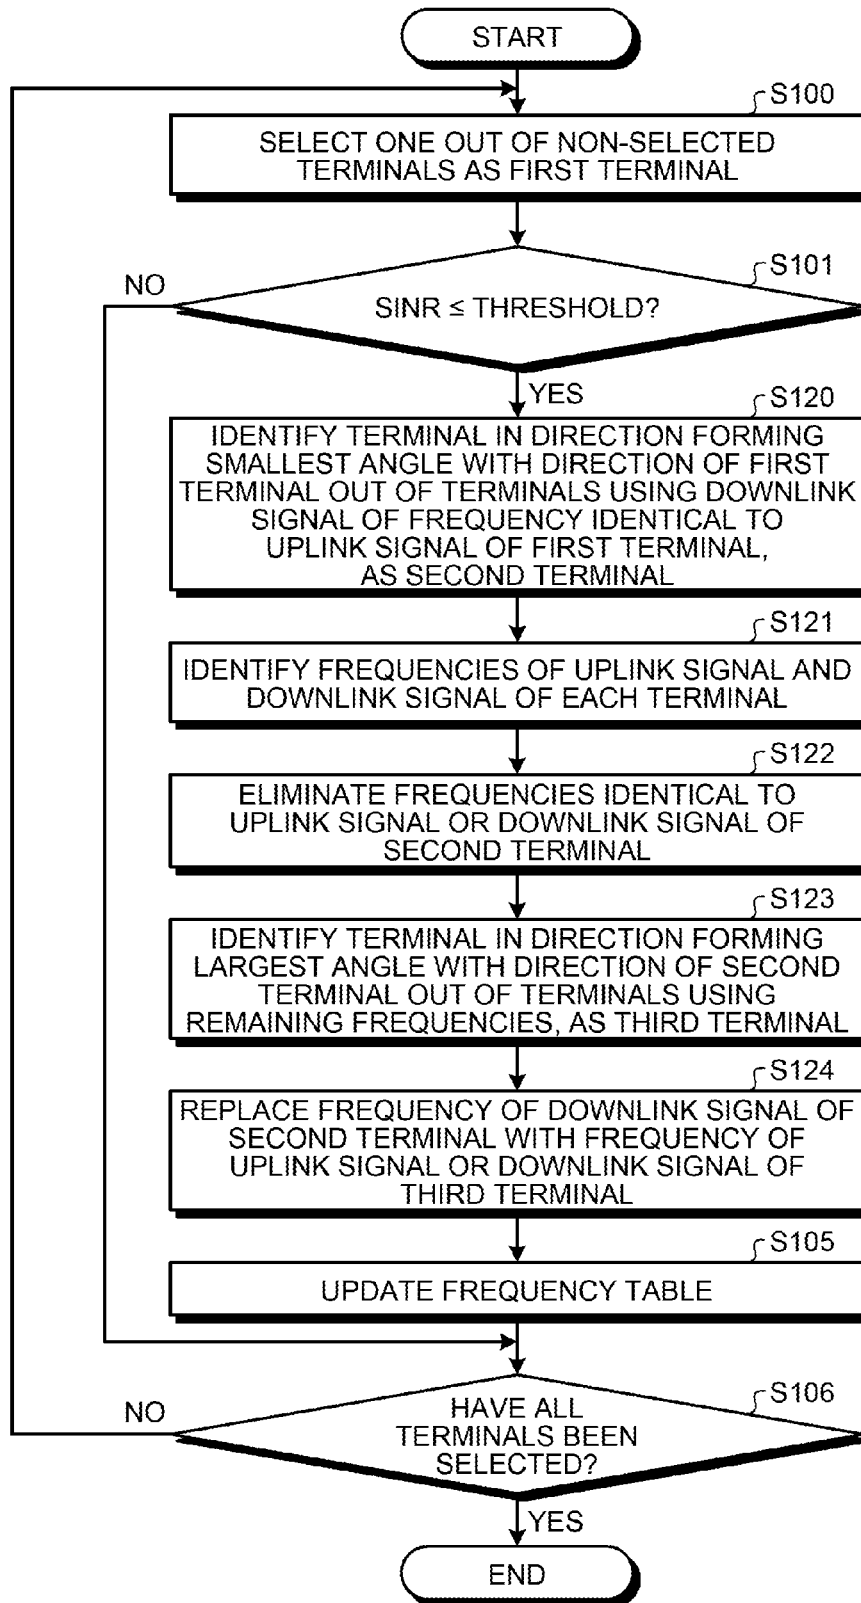 START
S100
SELECT ONE OUT OF NON-SELECTED
TERMINALS AS FIRST TERMINAL
S101
NO
SINR ≤ THRESHOLD?
YES
S120
IDENTIFY TERMINAL IN DIRECTION FORMING
SMALLEST ANGLE WITH DIRECTION OF FIRST
TERMINAL OUT OF TERMINALS USING DOWNLINK
SIGNAL OF FREQUENCY IDENTICAL TO
UPLINK SIGNAL OF FIRST TERMINAL,
AS SECOND TERMINAL
S121
IDENTIFY FREQUENCIES OF UPLINK SIGNAL AND
DOWNLINK SIGNAL OF EACH TERMINAL
S122
ELIMINATE FREQUENCIES IDENTICAL TO
UPLINK SIGNAL OR DOWNLINK SIGNAL OF
SECOND TERMINAL
S123
IDENTIFY TERMINAL IN DIRECTION FORMING
LARGEST ANGLE WITH DIRECTION OF SECOND
TERMINAL OUT OF TERMINALS USING
REMAINING FREQUENCIES, AS THIRD TERMINAL
S124
REPLACE FREQUENCY OF DOWNLINK SIGNAL OF
SECOND TERMINAL WITH FREQUENCY OF
UPLINK SIGNAL OR DOWNLINK SIGNAL OF
THIRD TERMINAL
S105
UPDATE FREQUENCY TABLE
S106
NO
HAVE ALL
TERMINALS BEEN
SELECTED?
YES
END